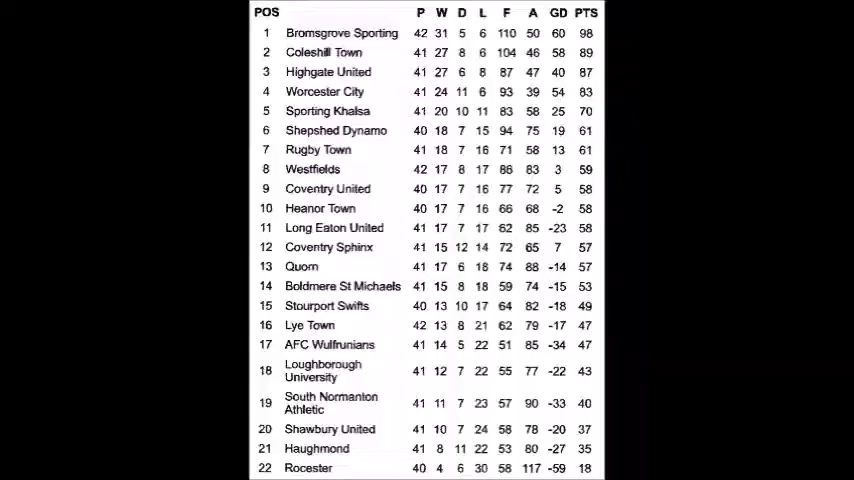 POS P W D L F A GD PTS
1 Bromsgrove Sporting 42 31 5 6 110 50 60 98
2 Coleshill Town 41 27 8 6 104 46 58 89
3 Highgate United 41 27 6 8 87 47 40 87
4 Worcester City 41 24 11 6 93 39 54 83
5 Sporting Khalsa 41 20 10 11 83 58 25 70
6 Shepshed Dynamo 40 18 7 15 94 75 19 61
7 Rugby Town 41 18 7 16 71 58 13 61
8 Westfields 42 17 8 17 86 83 3 59
9 Coventry United 40 17 7 16 77 72 5 58
10 Heanor Town 40 17 7 16 66 68 -2 58
11 Long Eaton United 41 17 7 17 62 85 -23 58
12 Coventry Sphinx 41 15 12 14 72 65 7 57
13 Quorn 41 17 6 18 74 88 -14 57
14 Boldmere St Michaels 41 15 8 18 59 74 -15 53
15 Stourport Swifts 40 13 10 17 64 82 -18 49
16 Lye Town 42 13 8 21 62 79 -17 47
17 AFC Wulfrunians 41 14 5 22 51 85 -34 47
18 Loughborough
University 41 12 7 22 55 77 -22 43
19 South Normanton
Athletic 41 11 7 23 57 90 -33 40
20 Shawbury United 41 10 7 24 58 78 -20 37
21 Haughmond 41 8 11 22 53 80 -27 35
22 Rocester 40 4 6 30 58 117 -59 18